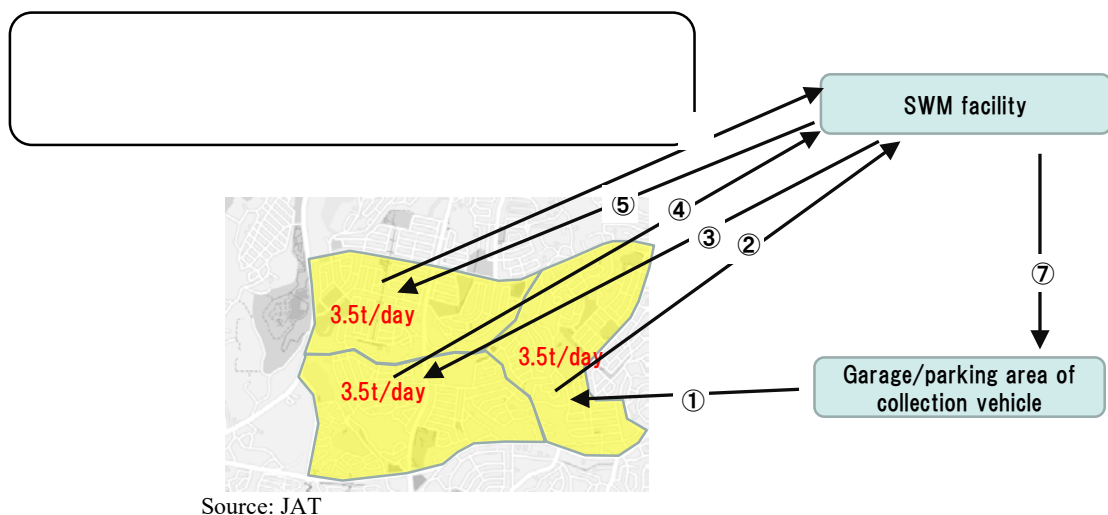 SWM facility
⑤
④
③
②
⑦
3.5t/day
3.5t/day
3.5t/day
①
Garage/parking area of
collection vehicle
Source: JAT